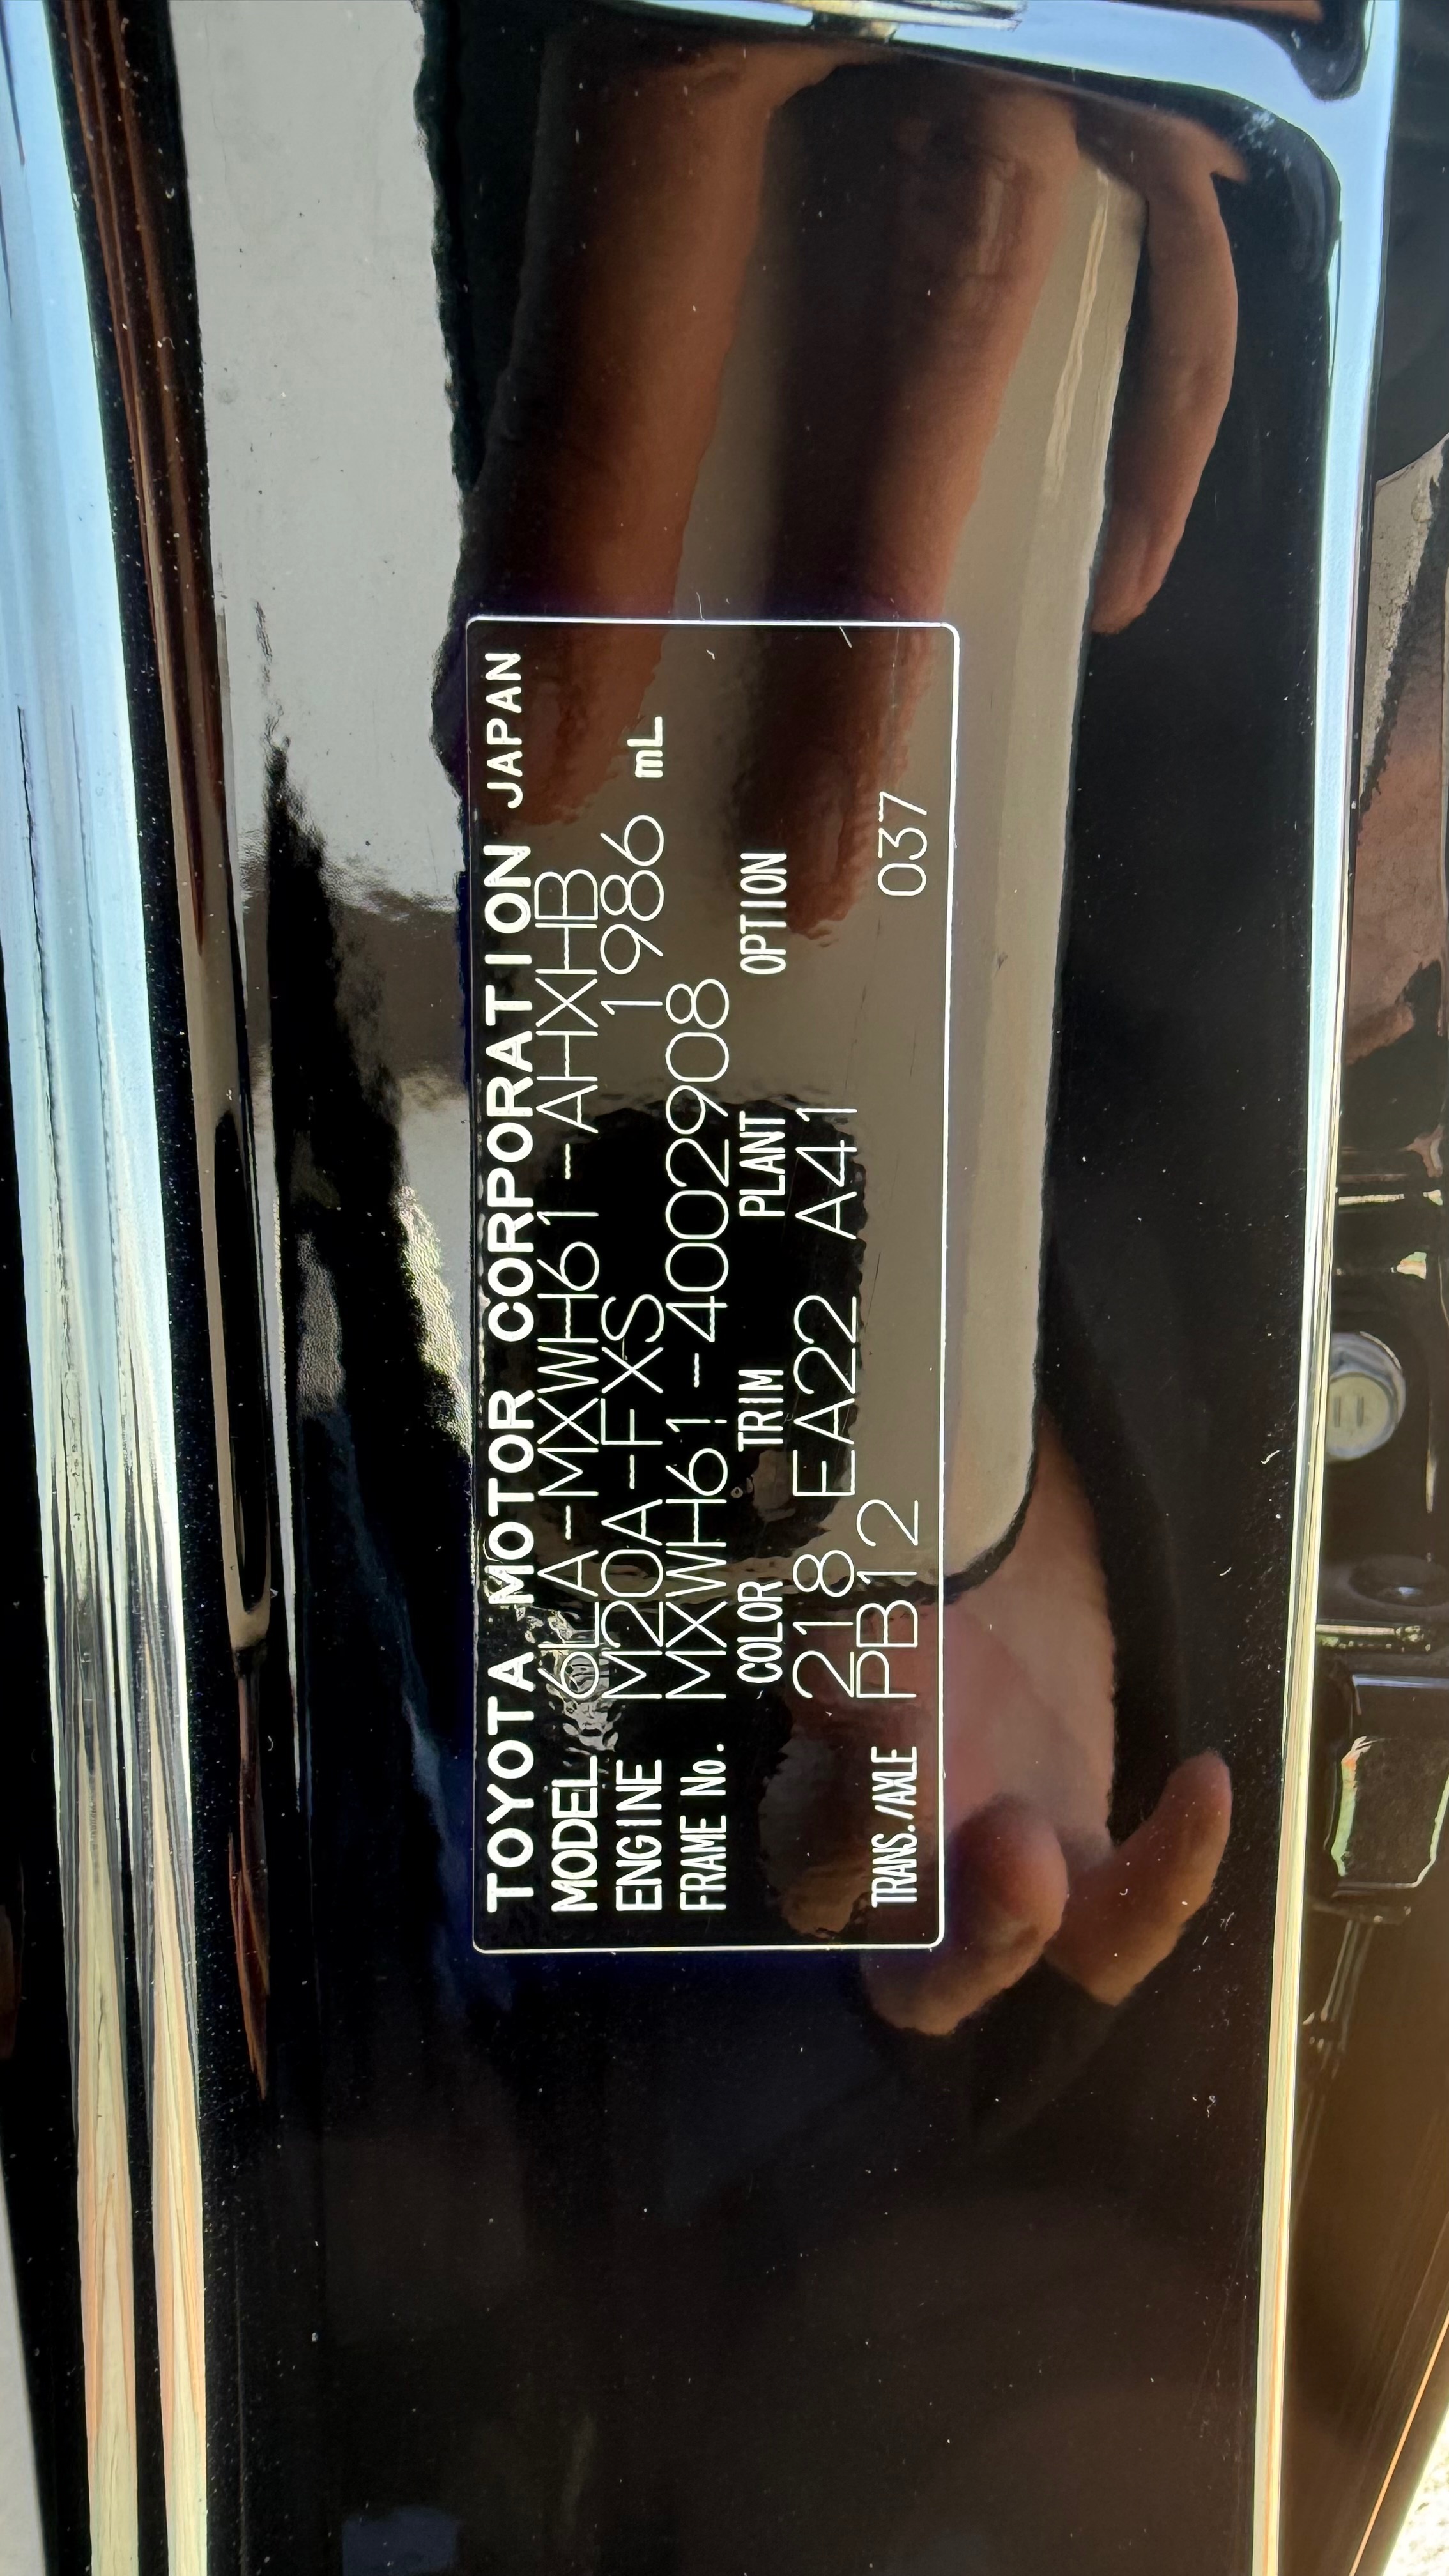 TOYOTA MOTOR CORPORATION JAPAN
MODEL 6LA-MXWH61-AHXHB
ENGINE M20A-FXS 1986 mL
FRAME No. MXWH61-4002908
COLOR TRIM PLANT OPTION
218 EA22 A41
TRANS./AXLE PB12 037